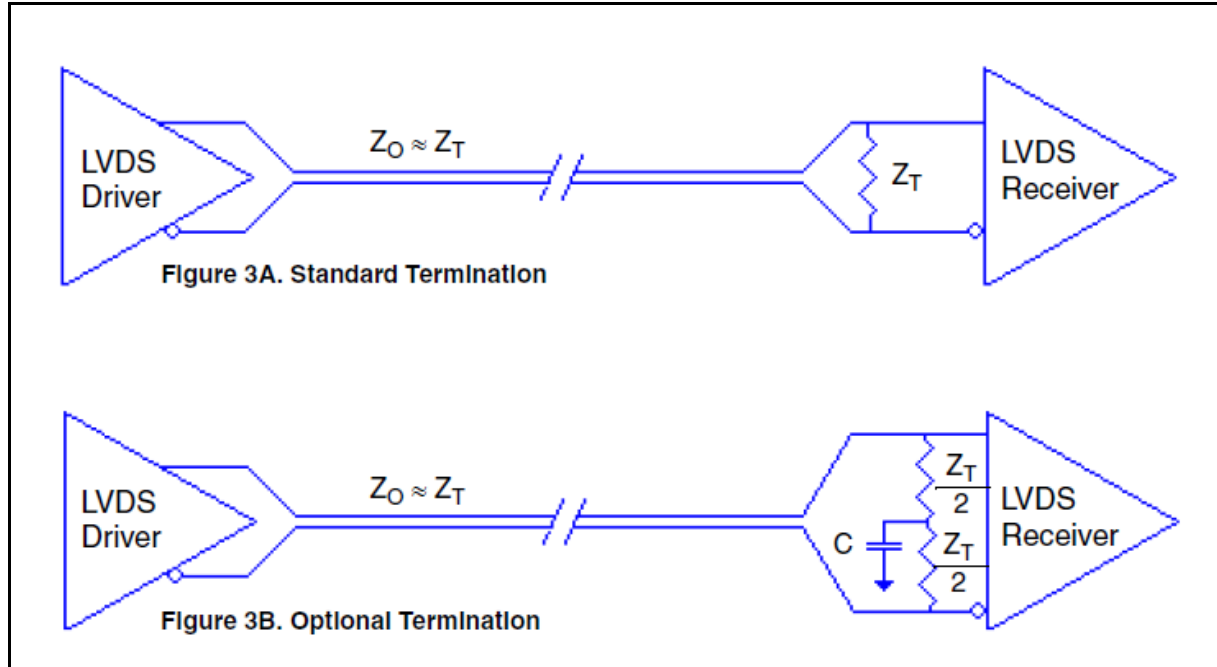 LVDS
Driver
Z_O ≈ Z_T
Z_T
LVDS
Receiver
Figure 3A. Standard Termination
LVDS
Driver
Z_O ≈ Z_T
C
Z_T
2
Z_T
2
LVDS
Receiver
Figure 3B. Optional Termination